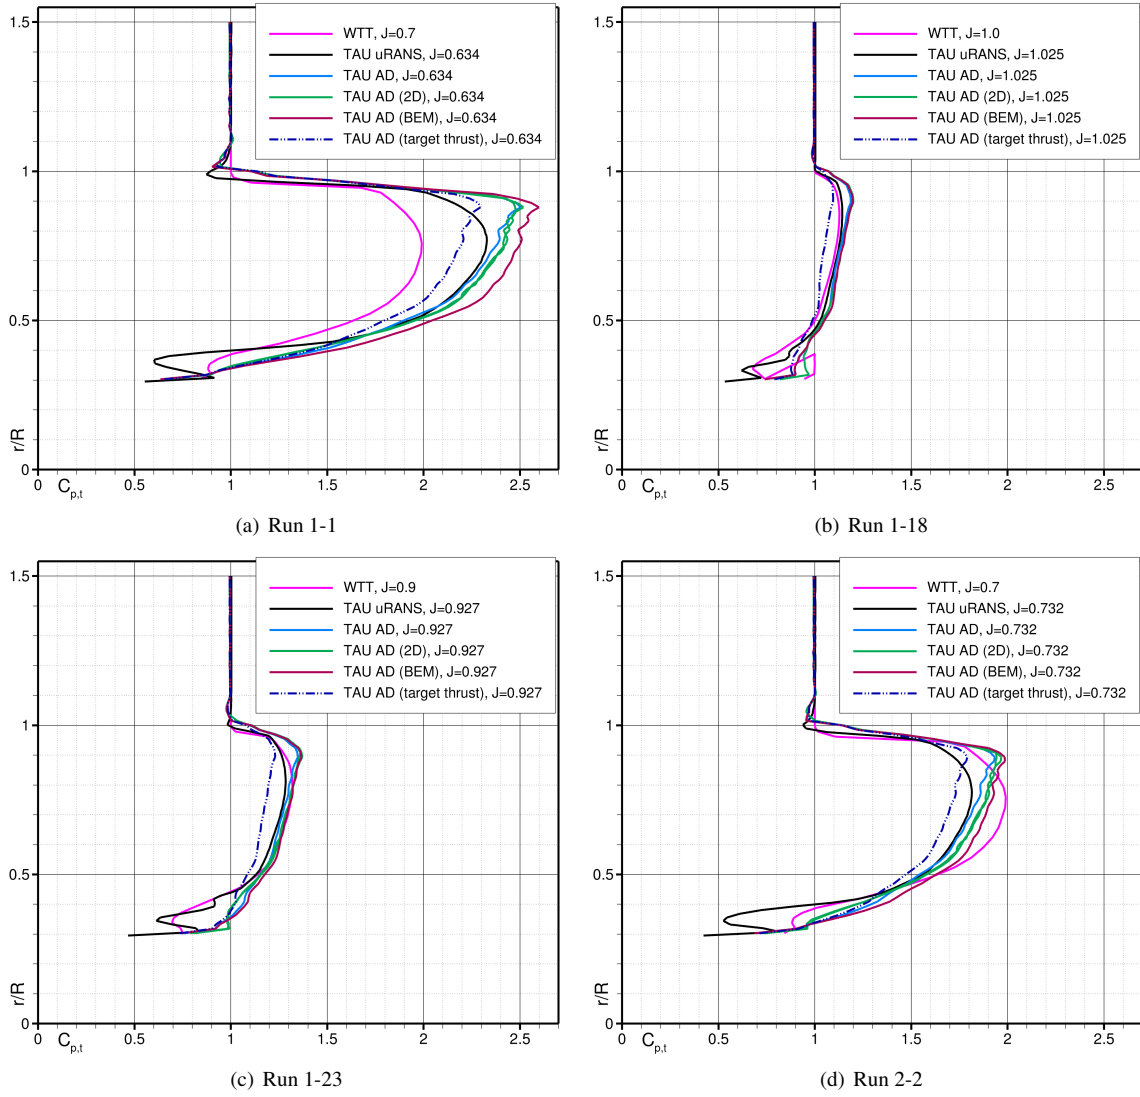 1.5
1
0.5
0
r/R
0 0.5 1 1.5 2 2.5
C p,t
WTT, J=0.7
TAU uRANS, J=0.634
TAU AD, J=0.634
TAU AD (2D), J=0.634
TAU AD (BEM), J=0.634
TAU AD (target thrust), J=0.634
(a) Run 1-1
1.5
1
0.5
0
r/R
0 0.5 1 1.5 2 2.5
C p,t
WTT, J=1.0
TAU uRANS, J=1.025
TAU AD, J=1.025
TAU AD (2D), J=1.025
TAU AD (BEM), J=1.025
TAU AD (target thrust), J=1.025
(b) Run 1-18
1.5
1
0.5
0
r/R
0 0.5 1 1.5 2 2.5
C p,t
WTT, J=0.9
TAU uRANS, J=0.927
TAU AD, J=0.927
TAU AD (2D), J=0.927
TAU AD (BEM), J=0.927
TAU AD (target thrust), J=0.927
(c) Run 1-23
1.5
1
0.5
0
r/R
0 0.5 1 1.5 2 2.5
C p,t
WTT, J=0.7
TAU uRANS, J=0.732
TAU AD, J=0.732
TAU AD (2D), J=0.732
TAU AD (BEM), J=0.732
TAU AD (target thrust), J=0.732
(d) Run 2-2